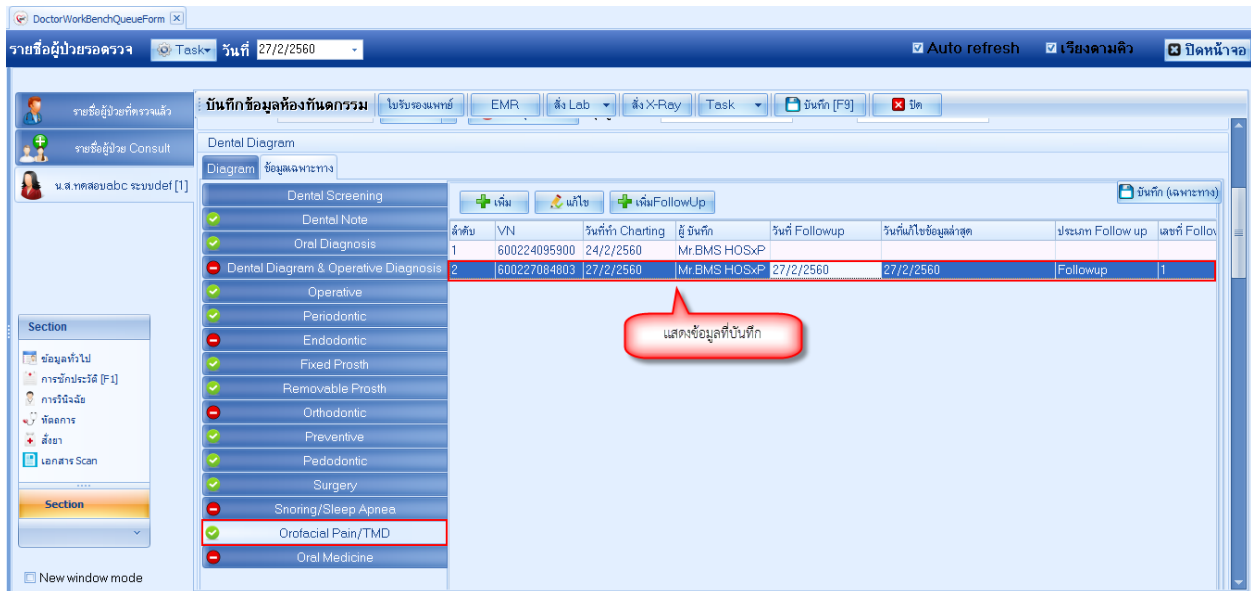 DoctorWorkBenchQueueForm
รายชื่อผู้ป่วยรอตรวจ Task วันที่ 27/2/2560 Auto refresh เรียงตามคิว ปิดหน้าจอ
รายชื่อผู้ป่วยที่ตรวจแล้ว
รายชื่อผู้ป่วย Consult
น.ส.ทดสอบabc ระบบdef [1]
บันทึกข้อมูลห้องทันตกรรม ใบรับรองแพทย์ EMR สั่ง Lab สั่ง X-Ray Task บันทึก [F9] ปิด
Dental Diagram
Diagram ข้อมูลเฉพาะทาง
เพิ่ม แก้ไข เพิ่มFollowUp บันทึก (เฉพาะทาง)
ลำดับ VN วันที่ทำ Charting ผู้บันทึก วันที่ Followup วันที่แก้ไขข้อมูลล่าสุด ประเภท Follow up เลขที่ Follov
1 600224095900 24/2/2560 Mr.BMS HOSxP
2 600227084803 27/2/2560 Mr.BMS HOSxP 27/2/2560 27/2/2560 Followup 1
แสดงข้อมูลที่บันทึก
Dental Screening
Dental Note
Oral Diagnosis
Dental Diagram & Operative Diagnosis
Operative
Periodontic
Endodontic
Fixed Prosth
Removable Prosth
Orthodontic
Preventive
Pedodontic
Surgery
Snoring/Sleep Apnea
Orofacial Pain/TMD
Oral Medicine
Section
ข้อมูลทั่วไป
การซักประวัติ [F1]
การวินิจฉัย
หัตถการ
สั่งยา
เอกสาร Scan
Section
New window mode